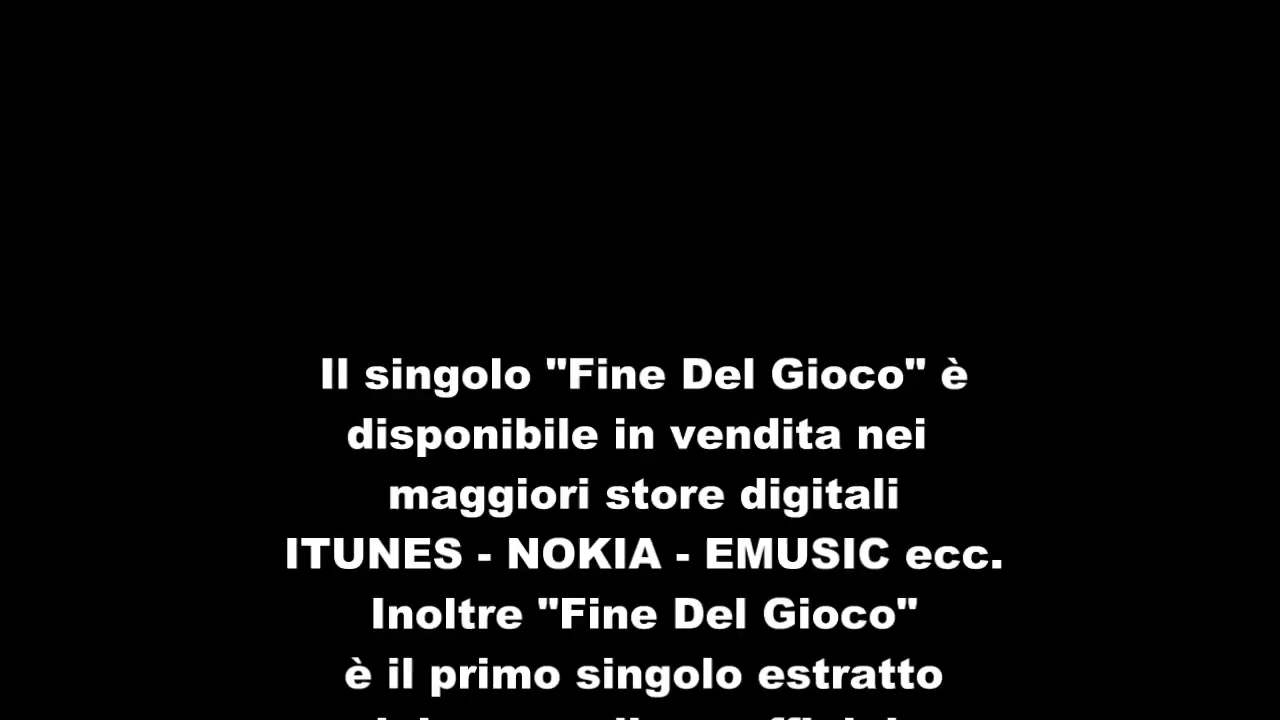 Il singolo "Fine Del Gioco" è
disponibile in vendita nei
maggiori store digitali
ITUNES - NOKIA - EMUSIC ecc.
Inoltre "Fine Del Gioco"
è il primo singolo estratto